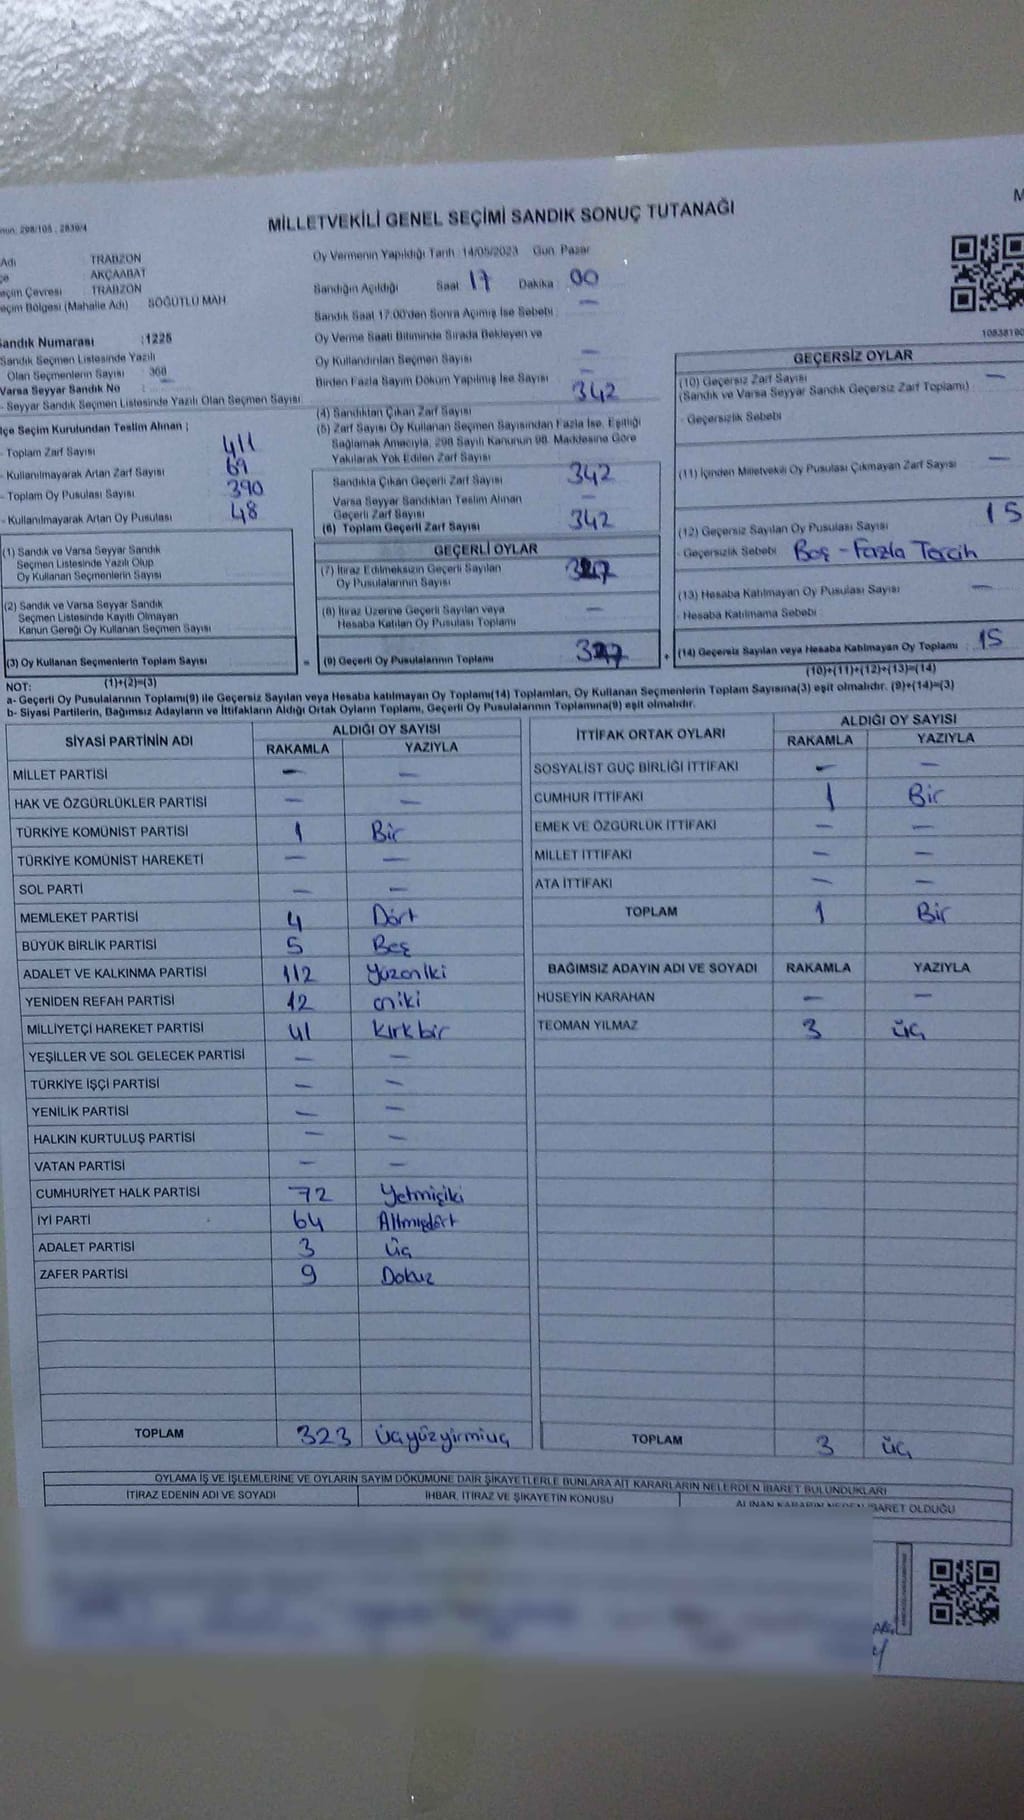 M
MİLLETVEKİLİ GENEL SEÇİMİ SANDIK SONUÇ TUTANAĞI
298/108 , 2839/4
Adı TRABZON
çe AKÇAABAT
eçim Çevresi TRABZON
eçim Bölgesi (Mahalle Adı) SÖĞÜTLÜ MAH
Sandık Numarası :1225
Sandık Seçmen Listesinde Yazılı
Olan Seçmenlerin Sayısı 368
Varsa Seyyar Sandık No :
- Seyyar Sandık Seçmen Listesinde Yazılı Olan Seçmen Sayısı
lçe Seçim Kurulundan Teslim Alınan ;
- Toplam Zarf Sayısı 411
- Kullanılmayarak Artan Zarf Sayısı 69
- Toplam Oy Pusulası Sayısı 390
- Kullanılmayarak Artan Oy Pusulası 48
(1) Sandık ve Varsa Seyyar Sandık
Seçmen Listesinde Yazılı Olup
Oy Kullanan Seçmenlerin Sayısı
(2) Sandık ve Varsa Seyyar Sandık
Seçmen Listesinde Kayıtlı Olmayan
Kanun Gereği Oy Kullanan Seçmen Sayısı
(3) Oy Kullanan Seçmenlerin Toplam Sayısı =
(1)+(2)=(3)
Oy Vermenin Yapıldığı Tarih : 14/05/2023 Gün: Pazar
Sandığın Açıldığı Saat 17 Dakika 00
Sandık Saat 17:00'den Sonra Açımış İse Sebebi : —
Oy Verme Saati Bitiminde Sırada Bekleyen ve
Oy Kullandırılan Seçmen Sayısı —
Birden Fazla Sayım Döküm Yapılmış İse Sayısı —
(4) Sandıktan Çıkan Zarf Sayısı 342
(5) Zarf Sayısı Oy Kullanan Seçmen Sayısından Fazla İse, Eşitliği
Sağlamak Amacıyla, 298 Sayılı Kanunun 98. Maddesine Göre
Yakılarak Yok Edilen Zarf Sayısı
Sandıkta Çıkan Geçerli Zarf Sayısı 342
Varsa Seyyar Sandıktan Teslim Alınan
Geçerli Zarf Sayısı —
(6) Toplam Geçerli Zarf Sayısı 342
GEÇERLİ OYLAR
(7) İtiraz Edilmeksizin Geçerli Sayılan
Oy Pusulalarının Sayısı
(8) İtiraz Üzerine Geçerli Sayılan veya
Hesaba Katılan Oy Pusulası Toplamı —
(9) Geçerli Oy Pusulalarının Toplamı +
GEÇERSİZ OYLAR
(10) Geçersiz Zarf Sayısı —
(Sandık ve Varsa Seyyar Sandık Geçersiz Zarf Toplamı)
- Geçersizlik Sebebi
(11) İçinden Milletvekili Oy Pusulası Çıkmayan Zarf Sayısı —
(12) Geçersiz Sayılan Oy Pusulası Sayısı 15
- Geçersizlik Sebebi Boş - Fazla Tercih
(13) Hesaba Katılmayan Oy Pusulası Sayısı —
- Hesaba Katılmama Sebebi
(14) Geçersiz Sayılan veya Hesaba Katılmayan Oy Toplamı : 15
(10)+(11)+(12)+(13)=(14)
NOT:
a- Geçerli Oy Pusulalarının Toplamı(9) ile Geçersiz Sayılan veya Hesaba katılmayan Oy Toplamı(14) Toplamları, Oy Kullanan Seçmenlerin Toplam Sayısına(3) eşit olmalıdır. (9)+(14)=(3)
b- Siyasi Partilerin, Bağımsız Adayların ve İttifakların Aldığı Ortak Oyların Toplamı, Geçerli Oy Pusulalarının Toplamına(9) eşit olmalıdır.
SİYASİ PARTİNİN ADI ALDIĞI OY SAYISI
RAKAMLA YAZIYLA
MİLLET PARTİSİ — —
HAK VE ÖZGÜRLÜKLER PARTİSİ — —
TÜRKİYE KOMÜNİST PARTİSİ 1 Bir
TÜRKİYE KOMÜNİST HAREKETİ — —
SOL PARTİ — —
MEMLEKET PARTİSİ 4 Dört
BÜYÜK BİRLİK PARTİSİ 5 Beş
ADALET VE KALKINMA PARTİSİ 112 Yüzoniki
YENİDEN REFAH PARTİSİ 12 oniki
MİLLİYETÇİ HAREKET PARTİSİ 41 Kırkbir
YEŞİLLER VE SOL GELECEK PARTİSİ — —
TÜRKİYE İŞÇİ PARTİSİ — —
YENİLİK PARTİSİ — —
HALKIN KURTULUŞ PARTİSİ — —
VATAN PARTİSİ — —
CUMHURİYET HALK PARTİSİ 72 Yetmişiki
İYİ PARTİ 64 Altmışdört
ADALET PARTİSİ 3 üç
ZAFER PARTİSİ 9 Dokuz
TOPLAM 323 üçyüzyirmiüç
İTTİFAK ORTAK OYLARI ALDIĞI OY SAYISI
RAKAMLA YAZIYLA
SOSYALİST GÜÇ BİRLİĞİ İTTİFAKI — —
CUMHUR İTTİFAKI 1 Bir
EMEK VE ÖZGÜRLÜK İTTİFAKI — —
MİLLET İTTİFAKI — —
ATA İTTİFAKI — —
TOPLAM 1 Bir
BAĞIMSIZ ADAYIN ADI VE SOYADI RAKAMLA YAZIYLA
HÜSEYİN KARAHAN — —
TEOMAN YILMAZ 3 üç
TOPLAM 3 üç
OYLAMA İŞ VE İŞLEMLERİNE VE OYLARIN SAYIM DÖKÜMÜNE DAİR ŞİKAYETLERLE BUNLARA AİT KARARLARIN NELERDEN İBARET BULUNDUKLARI
İTİRAZ EDENİN ADI VE SOYADI İHBAR, İTİRAZ VE ŞİKAYETİN KONUSU ALINAN KARARIN NEDEN İBARET OLDUĞU